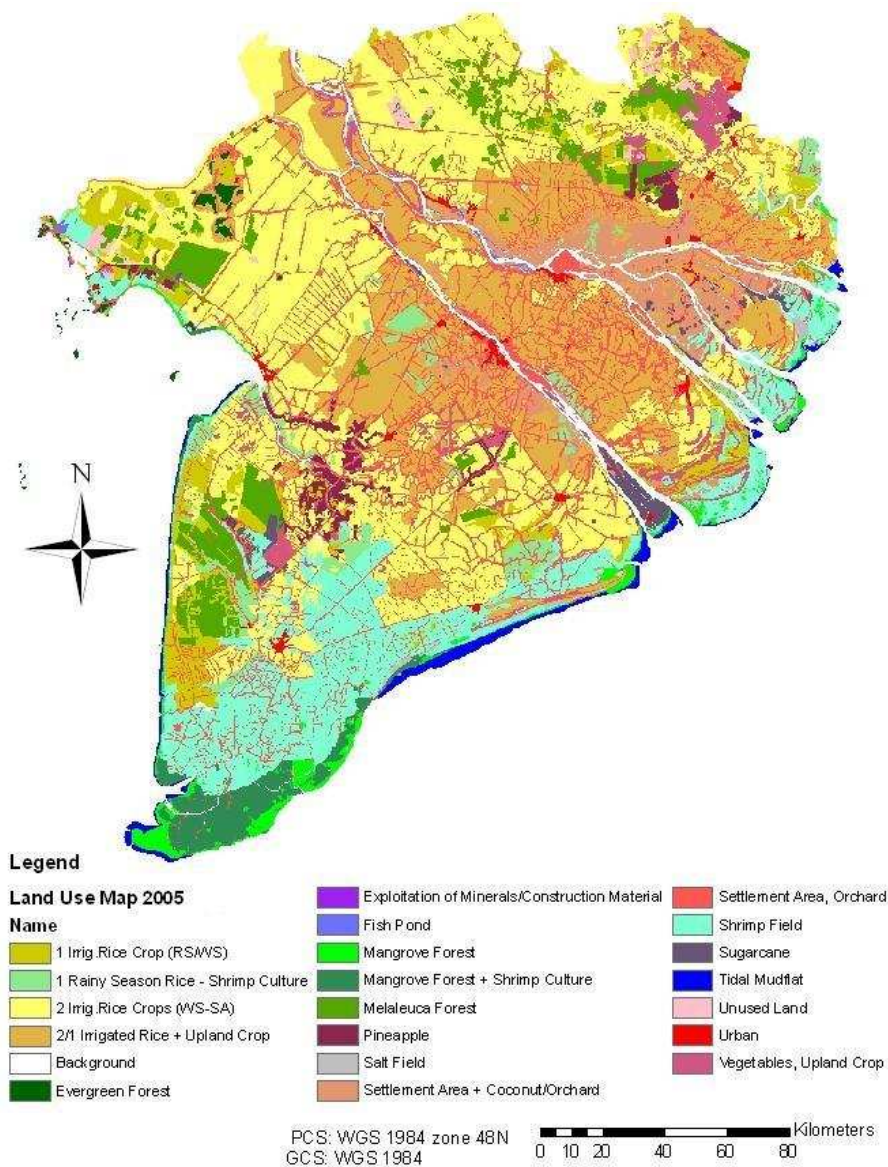 N
Legend
Land Use Map 2005
Name
1 Irrig.Rice Crop (RS/WS)
1 Rainy Season Rice - Shrimp Culture
2 Irrig.Rice Crops (WS-SA)
2/1 Irrigated Rice + Upland Crop
Background
Evergreen Forest
Exploitation of Minerals/Construction Material
Fish Pond
Mangrove Forest
Mangrove Forest + Shrimp Culture
Melaleuca Forest
Pineapple
Salt Field
Settlement Area + Coconut/Orchard
Settlement Area, Orchard
Shrimp Field
Sugarcane
Tidal Mudflat
Unused Land
Urban
Vegetables, Upland Crop
PCS: WGS 1984 zone 48N
GCS: WGS 1984
Kilometers
0 10 20 40 60 80